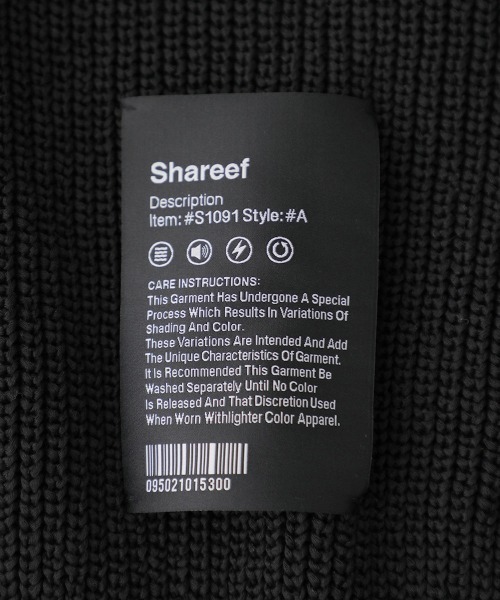 Shareef
Description
Item: #S1091 Style: #A
CARE INSTRUCTIONS:
This Garment Has Undergone A Special
Process Which Results In Variations Of
Shading And Color.
These Variations Are Intended And Add
The Unique Characteristics Of Garment.
It Is Recommended This Garment Be
Washed Separately Until No Color
Is Released And That Discretion Used
When Worn Withlighter Color Apparel.
095021015300